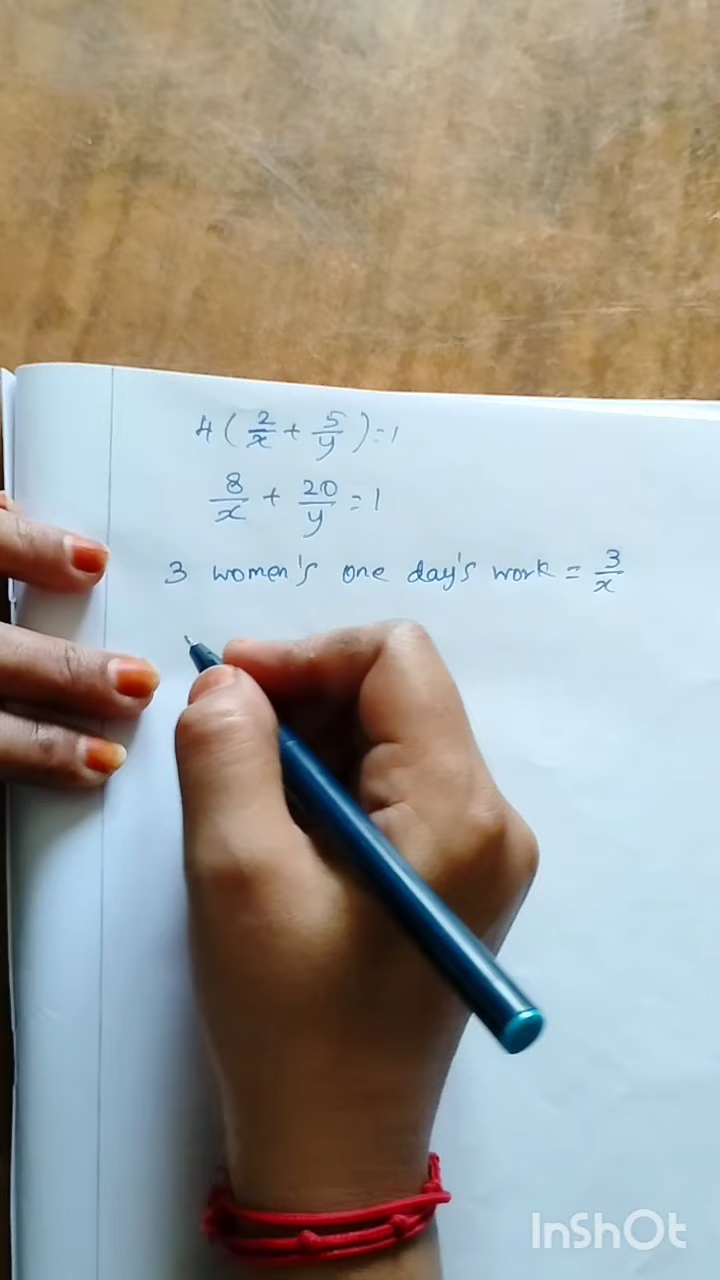 4 ( 2/x + 5/y ) = 1
8/x + 20/y = 1
3 women's one day's work = 3/x
InShOt